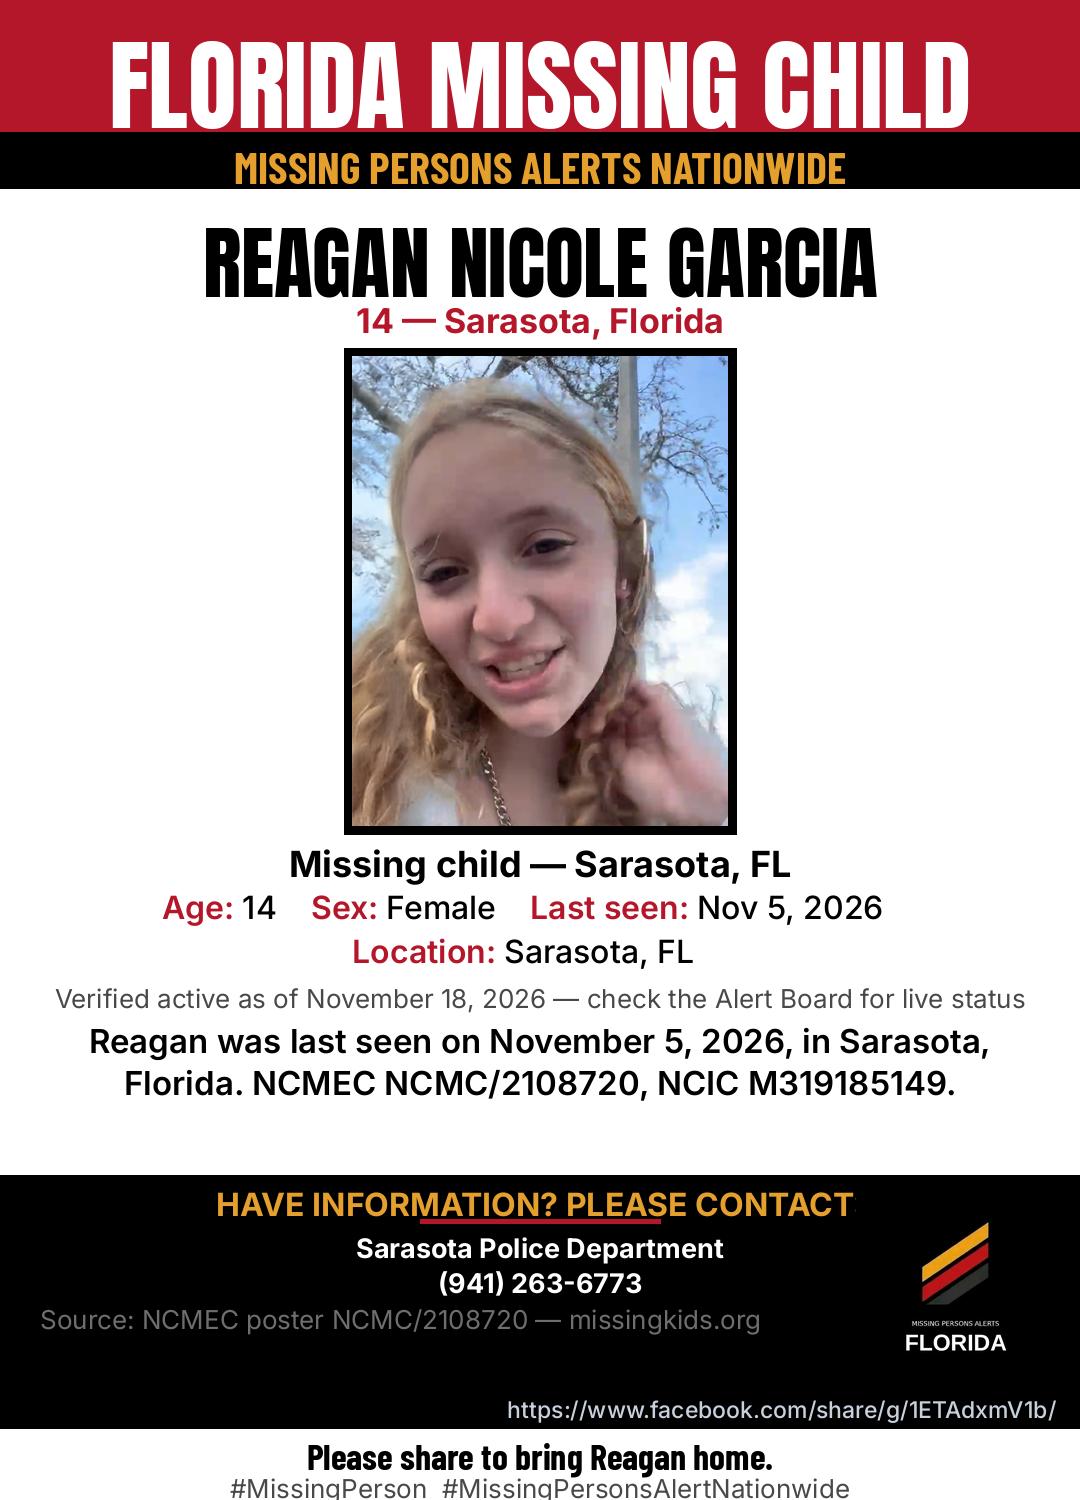 FLORIDA MISSING CHILD
MISSING PERSONS ALERTS NATIONWIDE
REAGAN NICOLE GARCIA
14 — Sarasota, Florida
Missing child — Sarasota, FL
Age: 14 Sex: Female Last seen: Nov 5, 2026
Location: Sarasota, FL
Verified active as of November 18, 2026 — check the Alert Board for live status
Reagan was last seen on November 5, 2026, in Sarasota,
Florida. NCMEC NCMC/2108720, NCIC M319185149.
HAVE INFORMATION? PLEASE CONTACT:
Sarasota Police Department
(941) 263-6773
Source: NCMEC poster NCMC/2108720 — missingkids.org
MISSING PERSONS ALERTS
FLORIDA
https://www.facebook.com/share/g/1ETAdxmV1b/
Please share to bring Reagan home.
#MissingPerson #MissingPersonsAlertNationwide